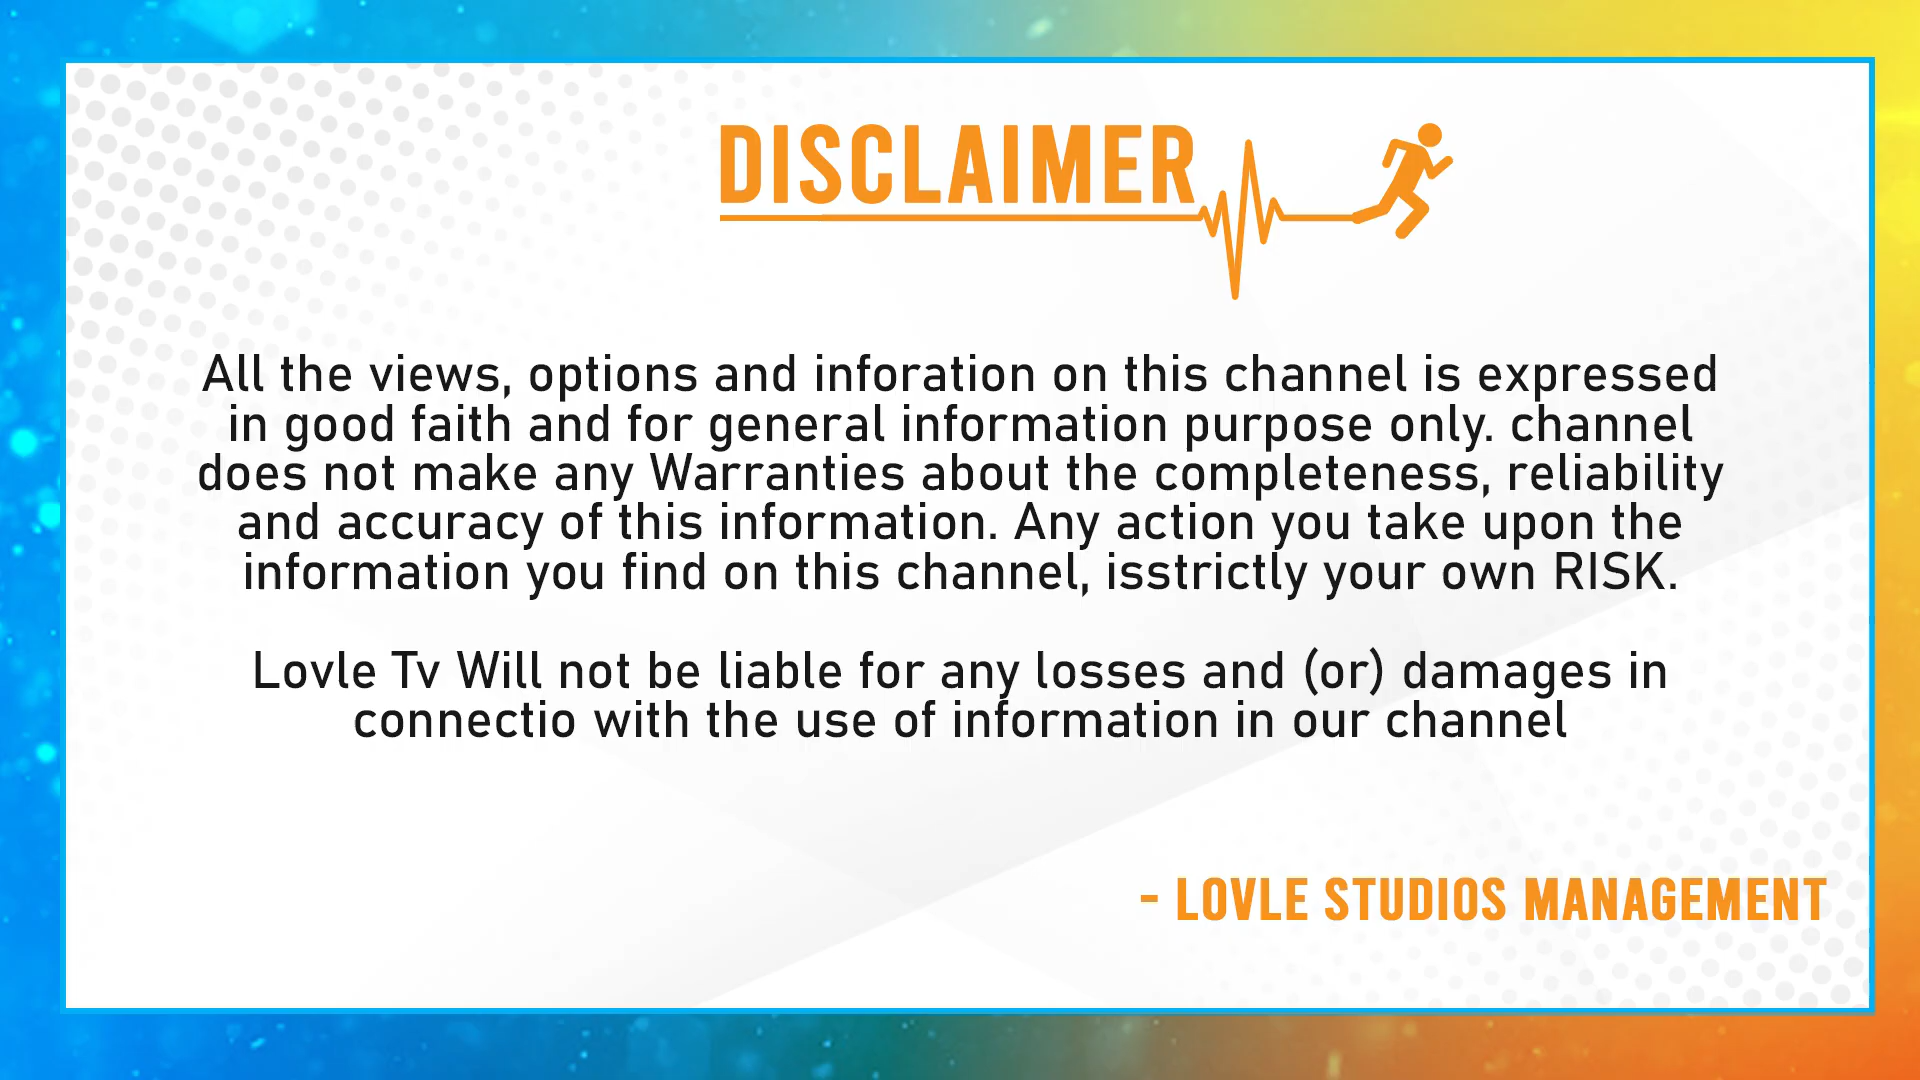 DISCLAIMER
All the views, options and inforation on this channel is expressed
in good faith and for general information purpose only. channel
does not make any Warranties about the completeness, reliability
and accuracy of this information. Any action you take upon the
information you find on this channel, isstrictly your own RISK.
Lovle Tv Will not be liable for any losses and (or) damages in
connectio with the use of information in our channel
- LOVLE STUDIOS MANAGEMENT